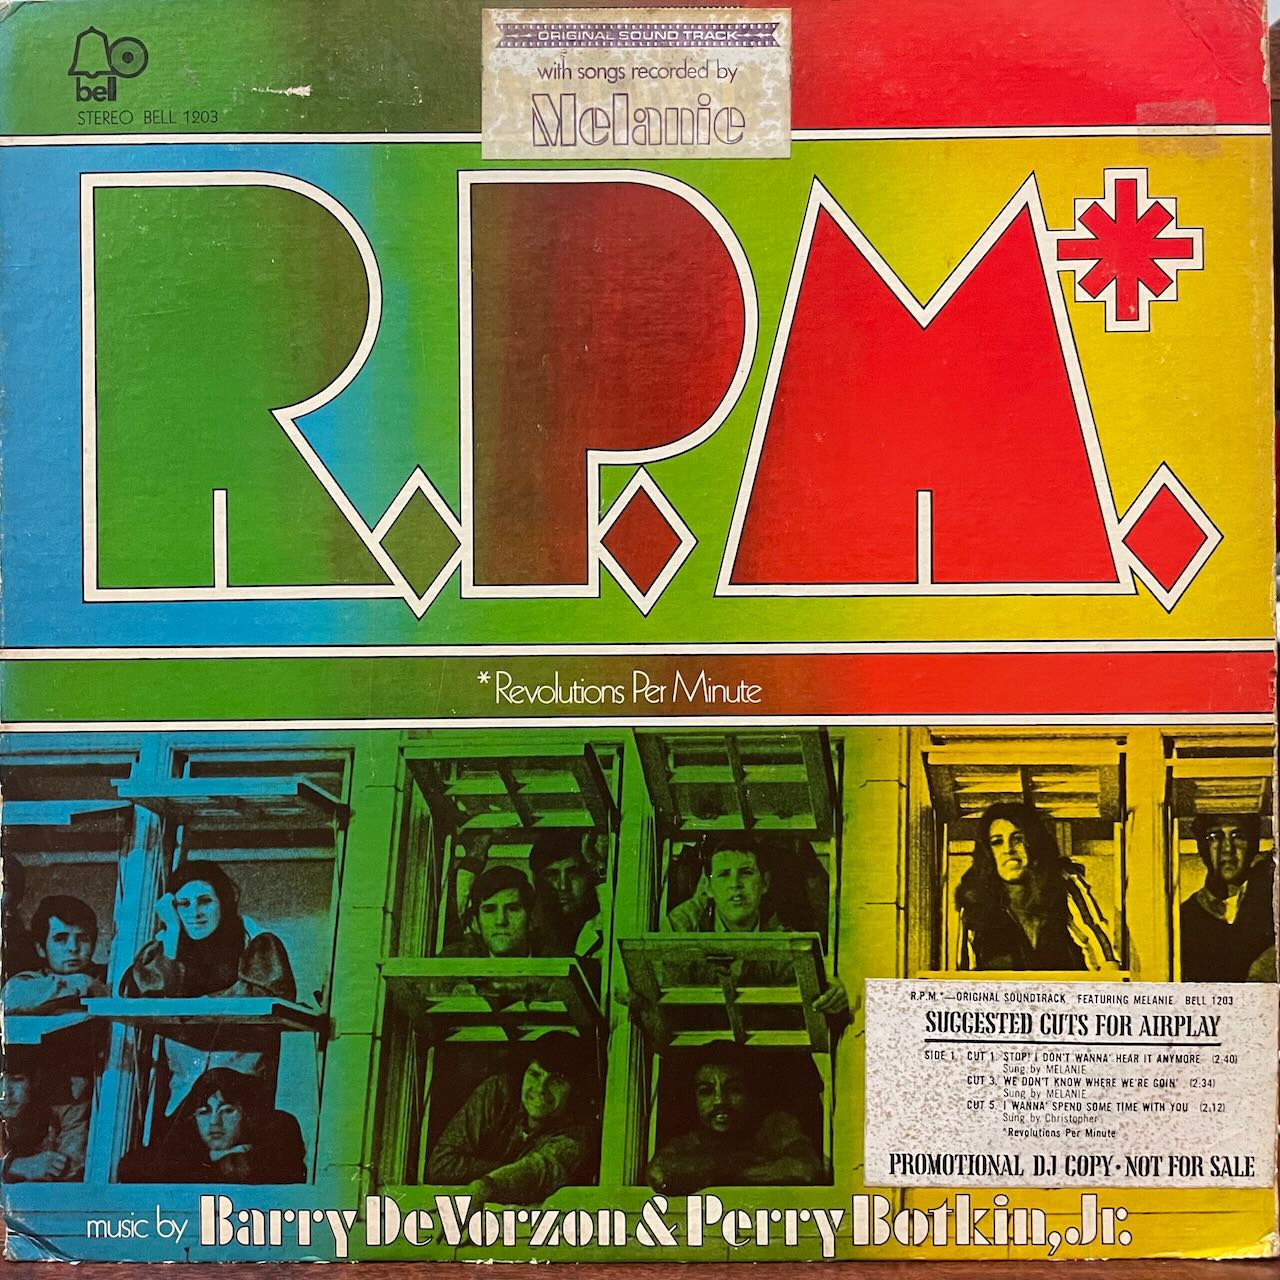 bell
STEREO BELL 1203
ORIGINAL SOUND TRACK
with songs recorded by
Melanie
R.P.M.*
*Revolutions Per Minute
R.P.M.*—ORIGINAL SOUNDTRACK FEATURING MELANIE BELL 1203
SUGGESTED CUTS FOR AIRPLAY
SIDE 1 CUT 1. STOP! I DON'T WANNA' HEAR IT ANYMORE (2:40)
Sung by MELANIE
CUT 3. WE DON'T KNOW WHERE WE'RE GOIN' (2:34)
Sung by MELANIE
CUT 5. I WANNA' SPEND SOME TIME WITH YOU (2:12)
Sung by Christopher
*Revolutions Per Minute
PROMOTIONAL DJ COPY · NOT FOR SALE
music by Barry DeVorzon & Perry Botkin, Jr.